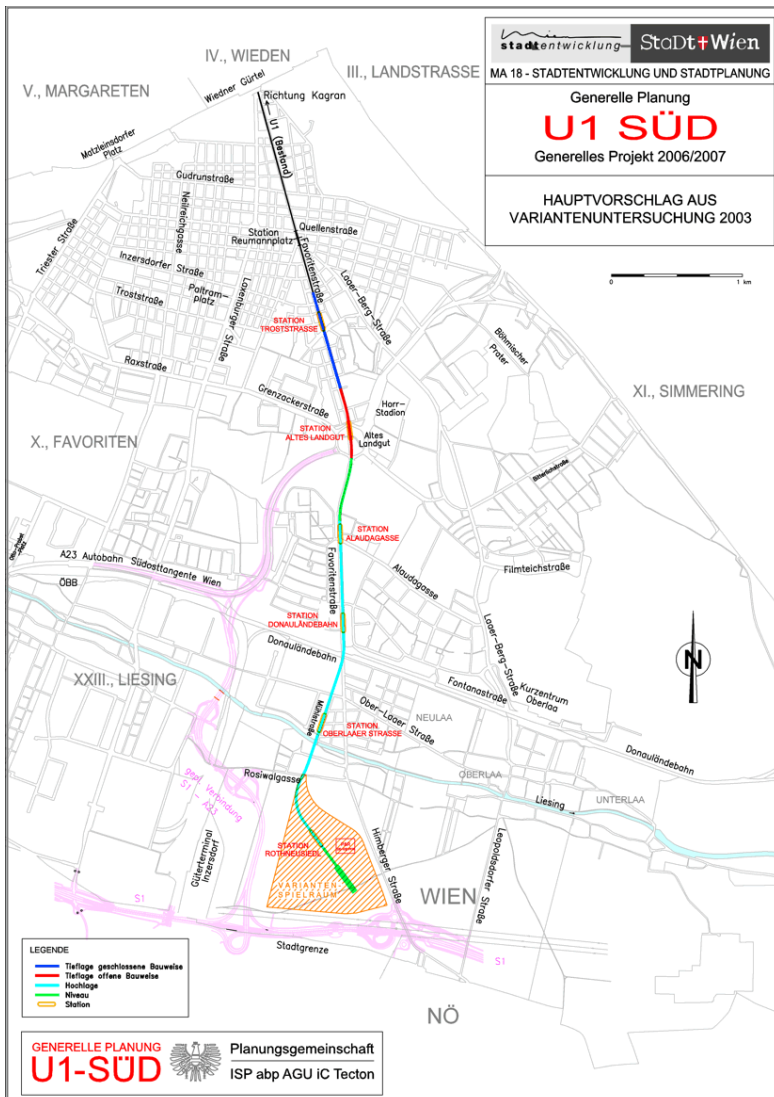 stadtentwicklung StaDt Wien
MA 18 - STADTENTWICKLUNG UND STADTPLANUNG
Generelle Planung
U1 SÜD
Generelles Projekt 2006/2007
HAUPTVORSCHLAG AUS
VARIANTENUNTERSUCHUNG 2003
0 1 km
IV., WIEDEN
III., LANDSTRASSE
V., MARGARETEN
Wiedner Gürtel
Richtung Kagran
U1 (Bestand)
Matzleinsdorfer
Platz
Gudrunstraße
Neilreichgasse
Quellenstraße
Station
Reumannplatz
Triester Straße
Inzersdorfer Straße
Favoritenstraße
Laaer-Berg-Straße
Troststraße
Paltram-
platz
Laxenburger Straße
STATION
TROSTSTRASSE
Böhmischer
Prater
Raxstraße
Grenzackerstraße
Horr-
Stadion
XI., SIMMERING
STATION
ALTES LANDGUT
Altes
Landgut
X., FAVORITEN
Bitterlichstraße
STATION
ALAUDAGASSE
A23 Autobahn Südosttangente Wien
ÖBB
Favoritenstraße
Alaudagasse
Filmteichstraße
STATION
DONAULÄNDEBAHN
Laaer-Berg-Straße
Donauländebahn
N
XXIII., LIESING
Fontanastraße
Kurzentrum
Oberlaa
Mühlstraße
Ober-Laaer Straße
NEULAA
STATION
OBERLAAER STRASSE
Donauländebahn
OBERLAA
Rosiwalgasse
gepl. Verbindung
S1 - A23
Liesing
UNTERLAA
STATION
ROTHNEUSIEDL
Himberger Straße
Leopoldsdorfer Straße
Güterterminal
Inzersdorf
VARIANTEN-
SPIELRAUM
WIEN
S1
Stadtgrenze
S1
NÖ
LEGENDE
Tieflage geschlossene Bauweise
Tieflage offene Bauweise
Hochlage
Niveau
Station
GENERELLE PLANUNG
U1-SÜD
Planungsgemeinschaft
ISP abp AGU iC Tecton